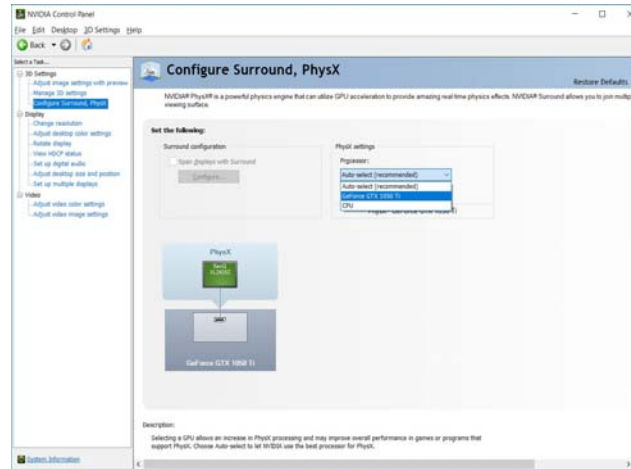 NVIDIA Control Panel
File Edit Desktop 3D Settings Help
Back
Select a Task...
3D Settings
Adjust image settings with preview
Manage 3D settings
Configure Surround, PhysX
Display
Change resolution
Adjust desktop color settings
Rotate display
View HDCP status
Set up digital audio
Adjust desktop size and position
Set up multiple displays
Video
Adjust video color settings
Adjust video image settings
System Information
Configure Surround, PhysX
Restore Defaults
NVIDIA® PhysX® is a powerful physics engine that can utilize GPU acceleration to provide amazing real-time physics effects. NVIDIA® Surround allows you to join multip
viewing surface.
Set the following:
Surround configuration
Span displays with Surround
Configure...
PhysX settings
Processor:
Auto-select (recommended)
Auto-select (recommended)
GeForce GTX 1050 Ti
CPU
PhysX
BenQ
GeForce GTX 1050 Ti
Description:
Selecting a GPU allows an increase in PhysX processing and may improve overall performance in games or programs that
support PhysX. Choose Auto-select to let NVIDIA use the best processor for PhysX.